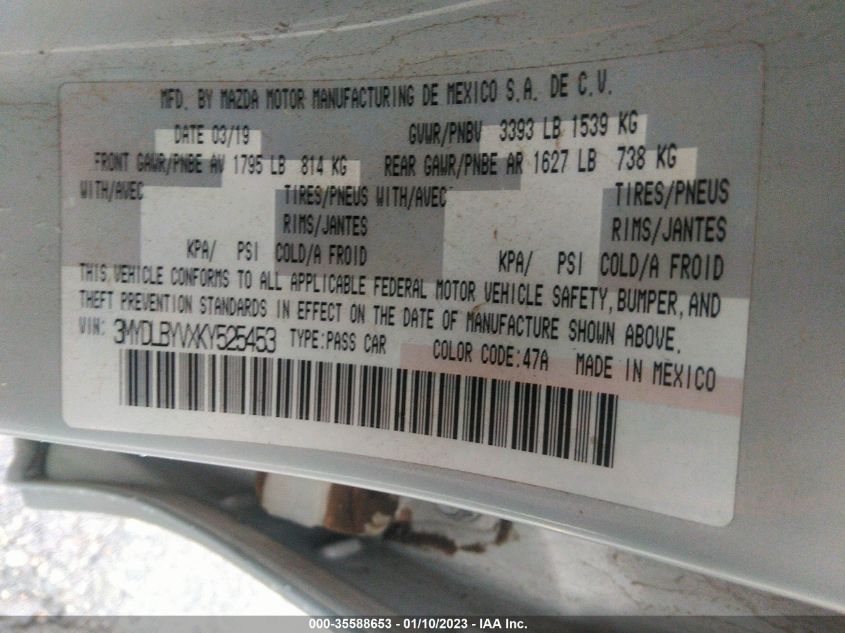 MFD. BY MAZDA MOTOR MANUFACTURING DE MEXICO S.A. DE C.V.
DATE 03/19 GVWR/PNBV 3393 LB 1539 KG
FRONT GAWR/PNBE AV 1795 LB 814 KG REAR GAWR/PNBE AR 1627 LB 738 KG
WITH/AVEC TIRES/PNEUS WITH/AVEC TIRES/PNEUS
RIMS/JANTES RIMS/JANTES
KPA/ PSI COLD/A FROID KPA/ PSI COLD/A FROID
THIS VEHICLE CONFORMS TO ALL APPLICABLE FEDERAL MOTOR VEHICLE SAFETY, BUMPER, AND
THEFT PREVENTION STANDARDS IN EFFECT ON THE DATE OF MANUFACTURE SHOWN ABOVE.
VIN: 3MYDLBYVXKY525453 TYPE:PASS CAR COLOR CODE:47A MADE IN MEXICO
000-35588653 - 01/10/2023 - IAA Inc.